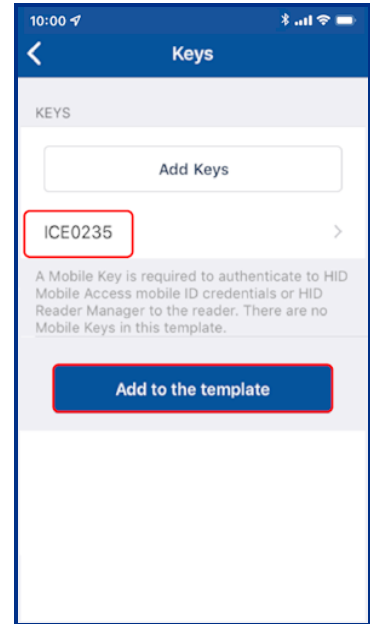 10:00
Keys
KEYS
Add Keys
ICE0235
A Mobile Key is required to authenticate to HID
Mobile Access mobile ID credentials or HID
Reader Manager to the reader. There are no
Mobile Keys in this template.
Add to the template